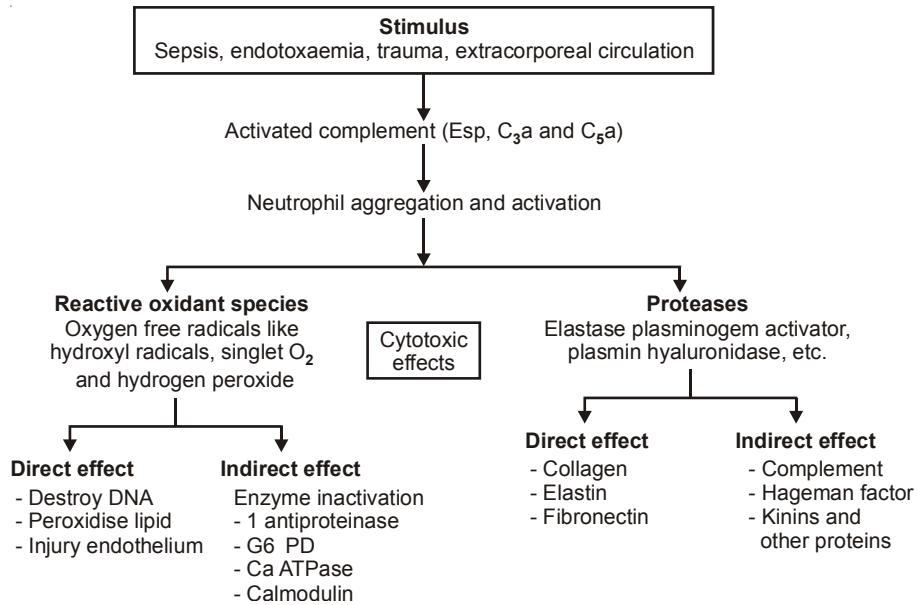 Stimulus
Sepsis, endotoxaemia, trauma, extracorporeal circulation
Activated complement (Esp, C3a and C5a)
Neutrophil aggregation and activation
Reactive oxidant species
Oxygen free radicals like
hydroxyl radicals, singlet O2
and hydrogen peroxide
Cytotoxic
effects
Proteases
Elastase plasminogem activator,
plasmin hyaluronidase, etc.
Direct effect
- Destroy DNA
- Peroxidise lipid
- Injury endothelium
Indirect effect
Enzyme inactivation
- 1 antiproteinase
- G6 PD
- Ca ATPase
- Calmodulin
Direct effect
- Collagen
- Elastin
- Fibronectin
Indirect effect
- Complement
- Hageman factor
- Kinins and
other proteins